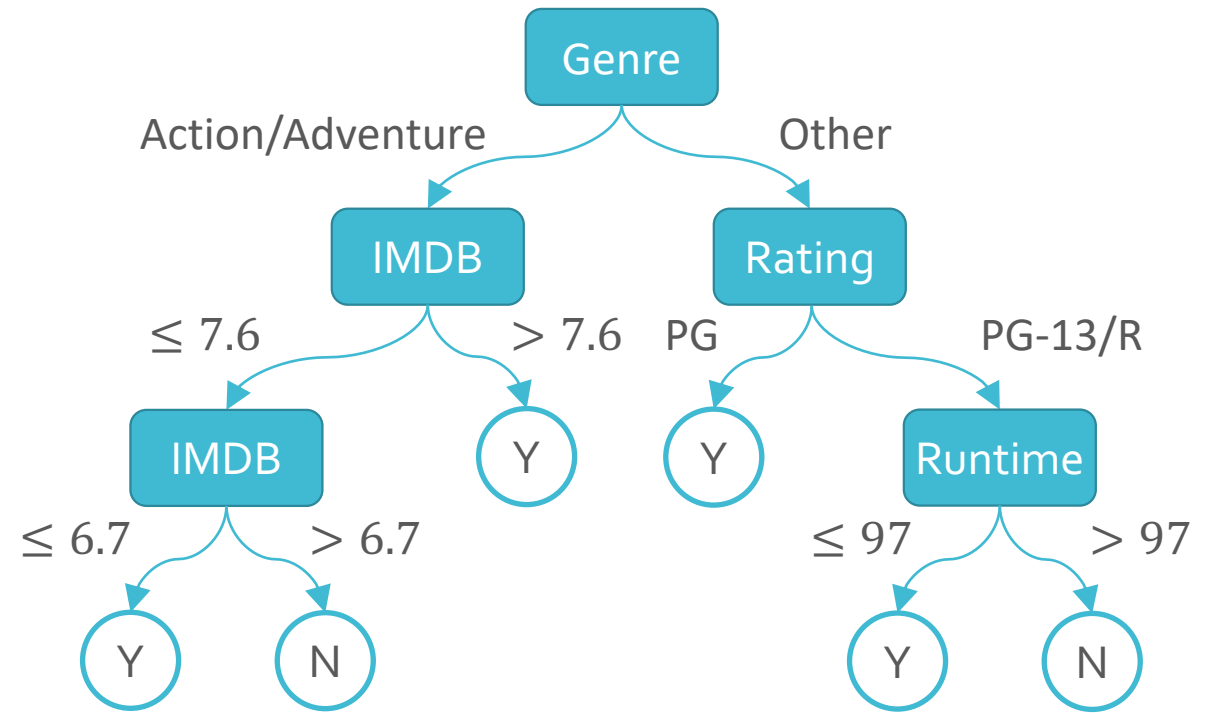 Genre
Action/Adventure
Other
IMDB
Rating
≤ 7.6
> 7.6
PG
PG-13/R
IMDB
Y
Y
Runtime
≤ 6.7
> 6.7
≤ 97
> 97
Y
N
Y
N